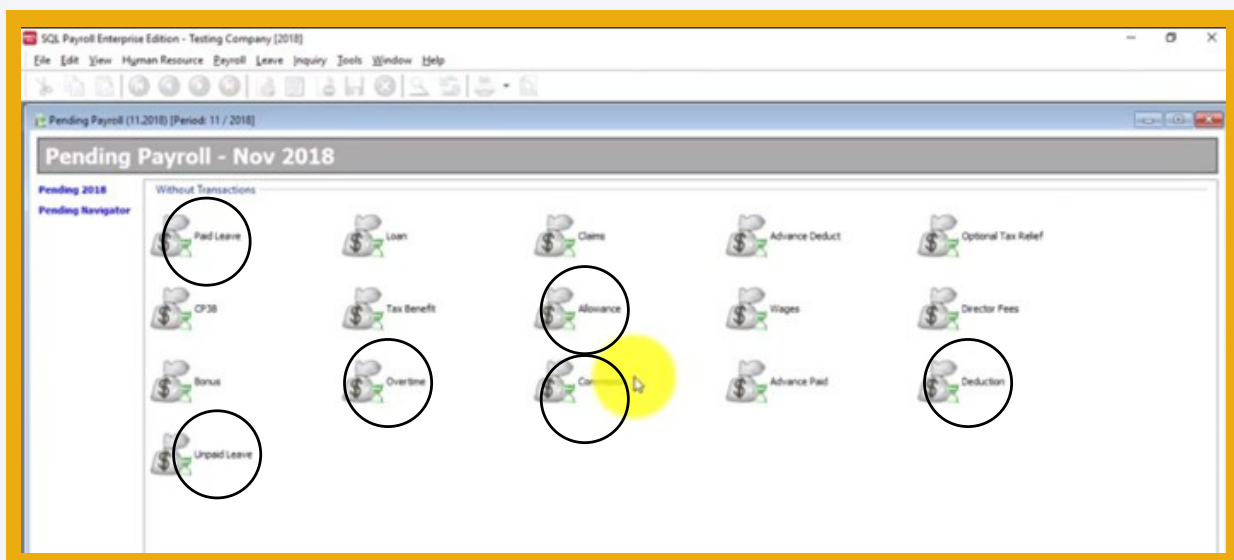 SQL Payroll Enterprise Edition - Testing Company [2018]
File Edit View Human Resource Payroll Leave Inquiry Tools Window Help
Pending Payroll (11.2018) [Period: 11 / 2018]
Pending Payroll - Nov 2018
Pending 2018
Pending Navigator
Without Transactions
Paid Leave Loan Claims Advance Deduct Optional Tax Relief
CP38 Tax Benefit Allowance Wages Director Fees
Bonus Overtime Advance Paid Deduction
Unpaid Leave